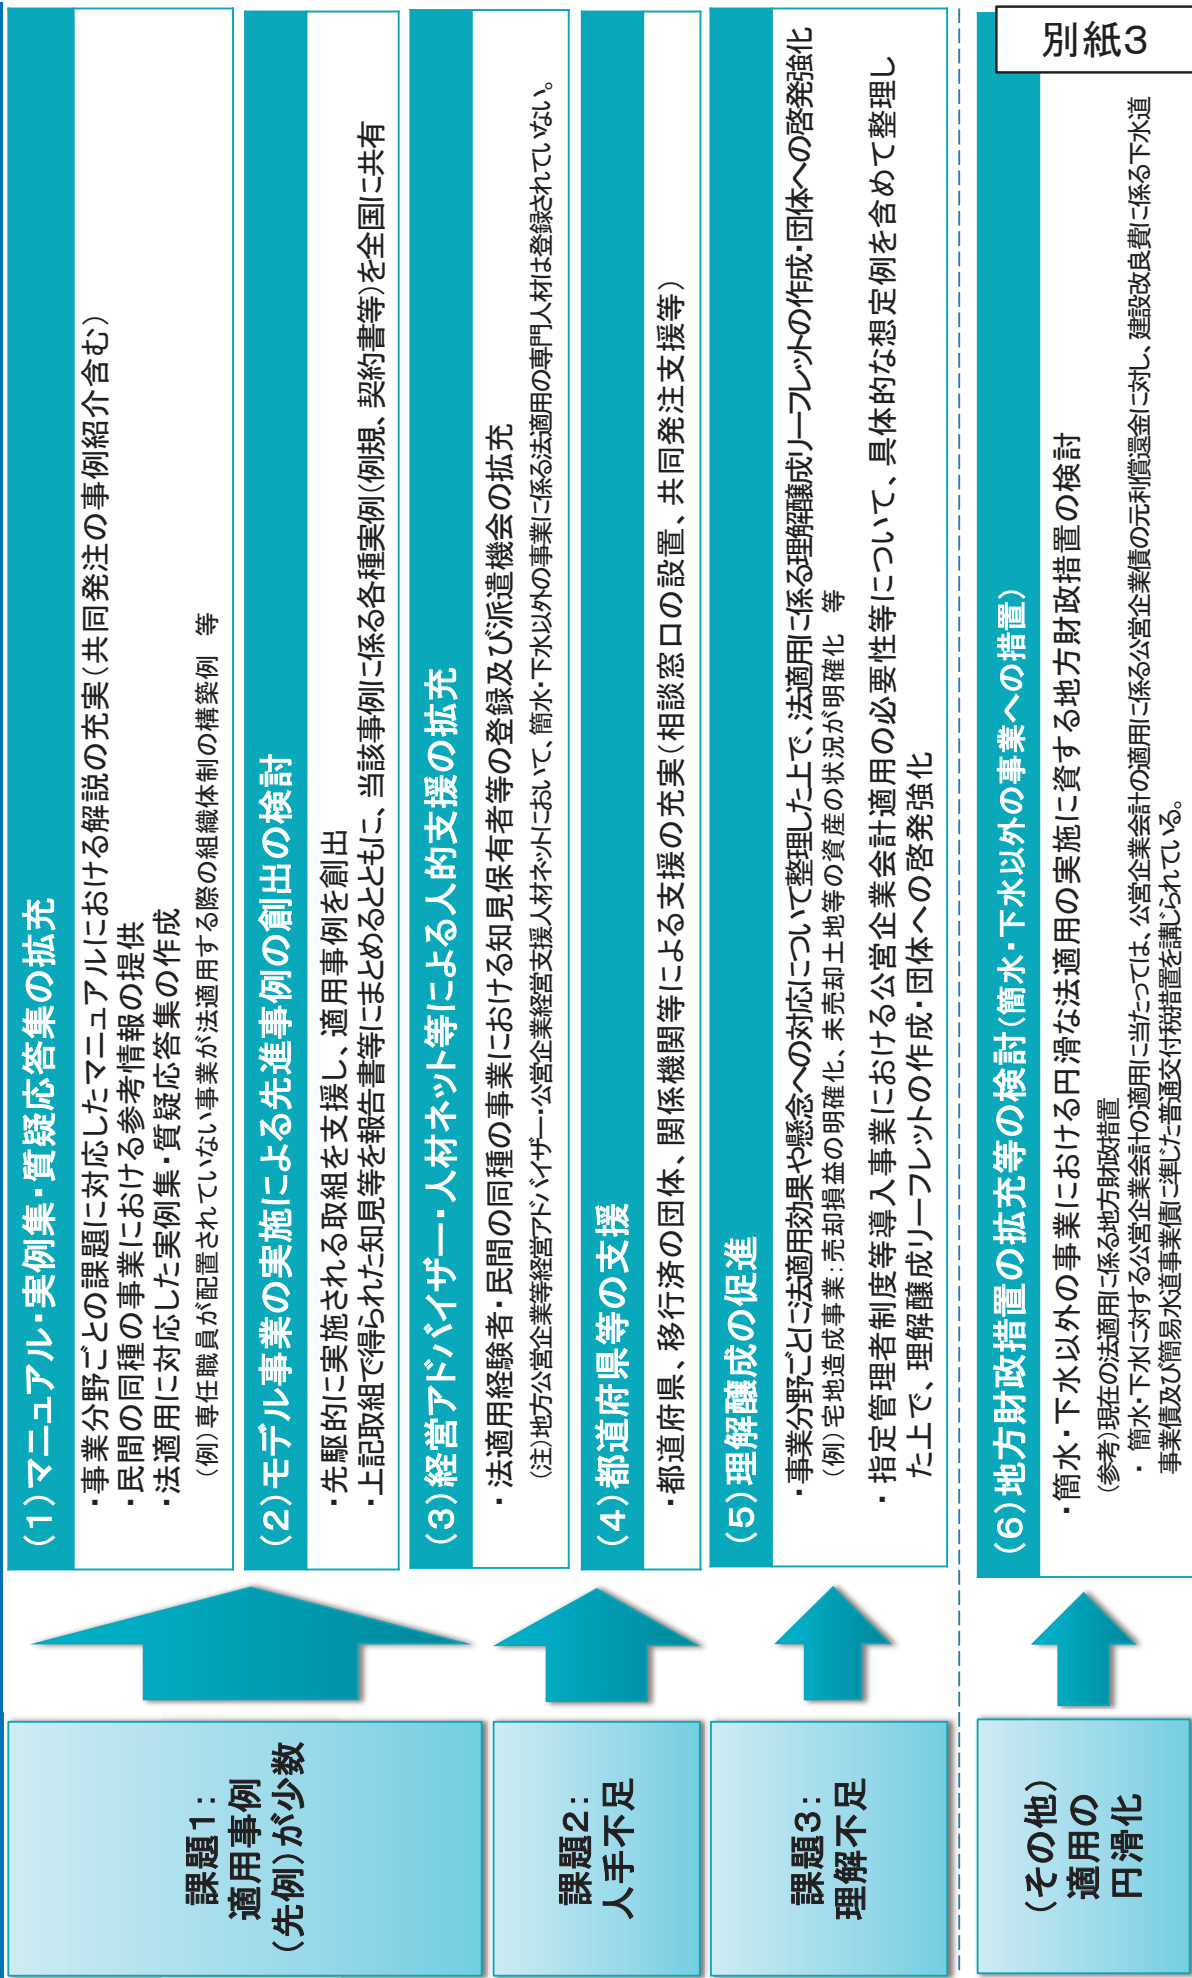 別紙3
課題1:
適用事例
(先例)が少数
(1)マニュアル・実例集・質疑応答集の拡充
・事業分野ごとの課題に対応したマニュアルにおける解説の充実(共同発注の事例紹介含む)
・民間の同種の事業における参考情報の提供
・法適用に対応した実例集・質疑応答集の作成
(例)専任職員が配置されていない事業が法適用する際の組織体制の構築例 等
(2)モデル事業の実施による先進事例の創出の検討
・先駆的に実施される取組を支援し、適用事例を創出
・上記取組で得られた知見等を報告書等にまとめるとともに、当該事例に係る各種実例(例規、契約書等)を全国に共有
(3)経営アドバイザー・人材ネット等による人的支援の拡充
・法適用経験者・民間の同種の事業における知見保有者等の登録及び派遣機会の拡充
(注)地方公営企業等経営アドバイザー・公営企業経営支援人材ネットにおいて、簡水・下水以外の事業に係る法適用の専門人材は登録されていない。
課題2:
人手不足
(4)都道府県等の支援
・都道府県、移行済の団体、関係機関等による支援の充実(相談窓口の設置、共同発注支援等)
課題3:
理解不足
(5)理解醸成の促進
・事業分野ごとに法適用効果や懸念への対応について整理した上で、法適用に係る理解醸成リーフレットの作成・団体への啓発強化
(例)宅地造成事業:売却損益の明確化、未売却土地等の資産の状況が明確化 等
・指定管理者制度等導入事業における公営企業会計適用の必要性等について、具体的な想定例を含めて整理し
た上で、理解醸成リーフレットの作成・団体への啓発強化
(その他)
適用の
円滑化
(6)地方財政措置の拡充等の検討(簡水・下水以外の事業への措置)
・簡水・下水以外の事業における円滑な法適用の実施に資する地方財政措置の検討
(参考)現在の法適用に係る地方財政措置
・ 簡水・下水に対する公営企業会計の適用に当たっては、公営企業会計の適用に係る公営企業債の元利償還金に対し、建設改良費に係る下水道
事業債及び簡易水道事業債に準じた普通交付税措置を講じられている。